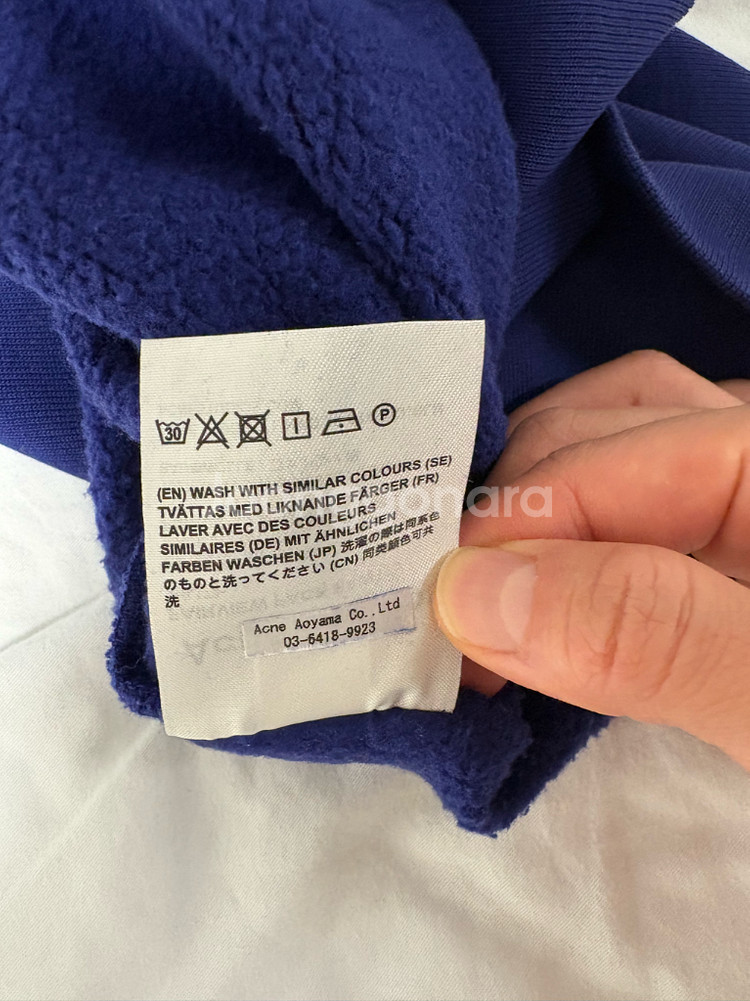 30
P
(EN) WASH WITH SIMILAR COLOURS (SE)
TVÄTTAS MED LIKNANDE FÄRGER (FR)
LAVER AVEC DES COULEURS
SIMILAIRES (DE) MIT ÄHNLICHEN
FARBEN WASCHEN (JP) 洗濯の際は同系色
のものと洗ってください (CN) 同类颜色可共
洗
Acne Aoyama Co.,Ltd
03-6418-9923